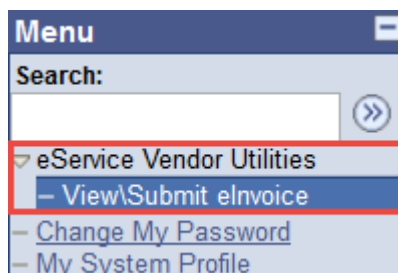 Menu
Search:
eService Vendor Utilities
– View\Submit eInvoice
– Change My Password
– My System Profile